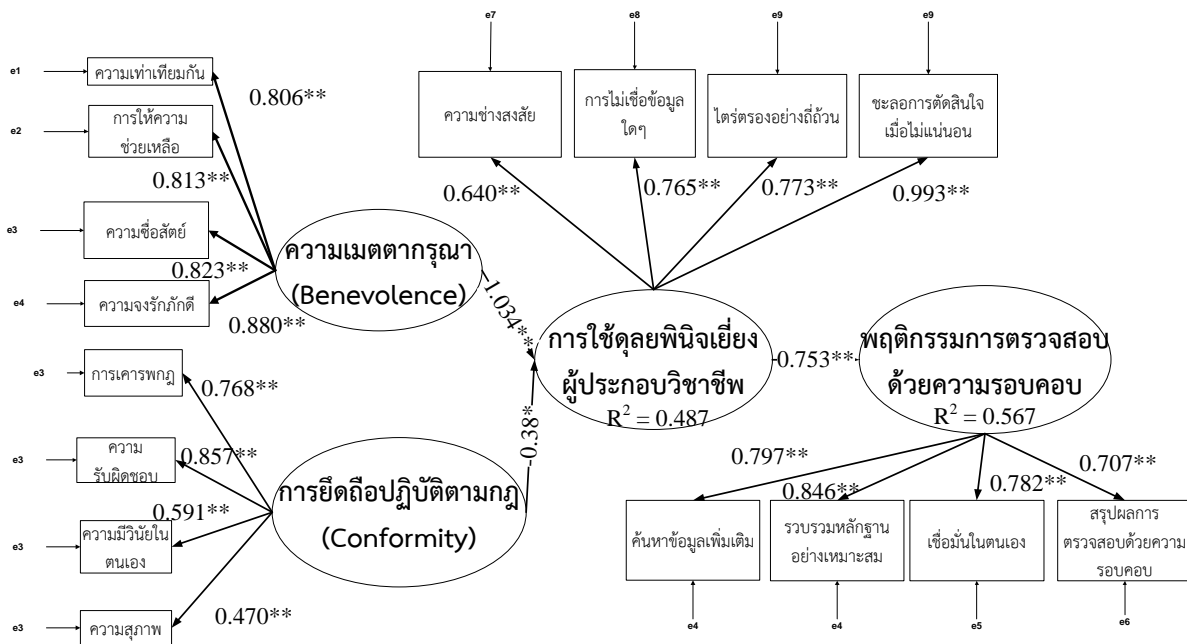 e7
e8
e9
e9
e1
ความเท่าเทียมกัน
0.806**
e2
การให้ความ
ช่วยเหลือ
0.813**
ความช่างสงสัย
การไม่เชื่อข้อมูล
ใดๆ
ไตร่ตรองอย่างถี่ถ้วน
ชะลอการตัดสินใจ
เมื่อไม่แน่นอน
0.640**
0.765**
0.773**
0.993**
e3
ความซื่อสัตย์
0.823**
e4
ความจงรักภักดี
0.880**
ความเมตตากรุณา
(Benevolence)
1.034**
การใช้ดุลยพินิจเยี่ยง
ผู้ประกอบวิชาชีพ
R² = 0.487
0.753**
พฤติกรรมการตรวจสอบ
ด้วยความรอบคอบ
R² = 0.567
e3
การเคารพกฎ
0.768**
e3
ความ
รับผิดชอบ
0.857**
-0.38*
การยึดถือปฏิบัติตามกฎ
(Conformity)
e3
ความมีวินัยใน
ตนเอง
0.591**
e3
ความสุภาพ
0.470**
0.797**
0.846**
0.782**
0.707**
ค้นหาข้อมูลเพิ่มเติม
รวบรวมหลักฐาน
อย่างเหมาะสม
เชื่อมั่นในตนเอง
สรุปผลการ
ตรวจสอบด้วยความ
รอบคอบ
e4
e4
e5
e6